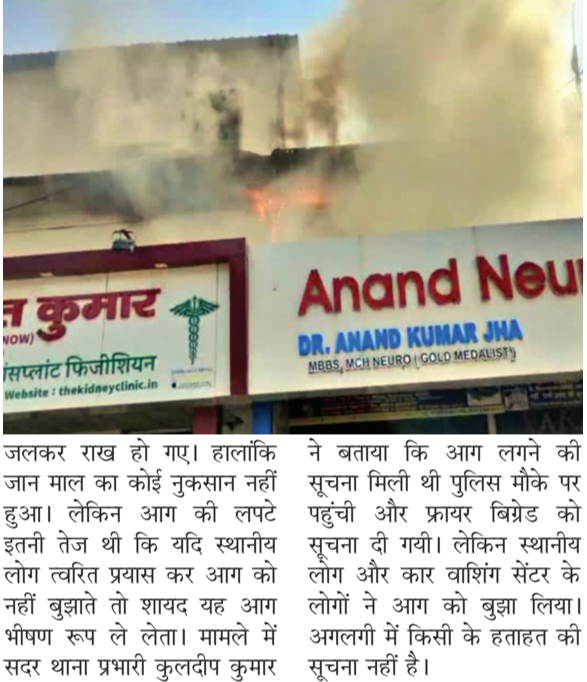 त कुमार
NOW)
ंसप्लांट फिजीशियन
Website : thekidneyclinic.in
Anand Neu
DR. ANAND KUMAR JHA
MBBS, MCH NEURO ( GOLD MEDALIST )
जलकर राख हो गए। हालांकि
जान माल का कोई नुकसान नहीं
हुआ। लेकिन आग की लपटे
इतनी तेज थी कि यदि स्थानीय
लोग त्वरित प्रयास कर आग को
नहीं बुझाते तो शायद यह आग
भीषण रूप ले लेता। मामले में
सदर थाना प्रभारी कुलदीप कुमार
ने बताया कि आग लगने की
सूचना मिली थी पुलिस मौके पर
पहुंची और फ्रायर बिग्रेड को
सूचना दी गयी। लेकिन स्थानीय
लोग और कार वाशिंग सेंटर के
लोगों ने आग को बुझा लिया।
अगलगी में किसी के हताहत की
सूचना नहीं है।